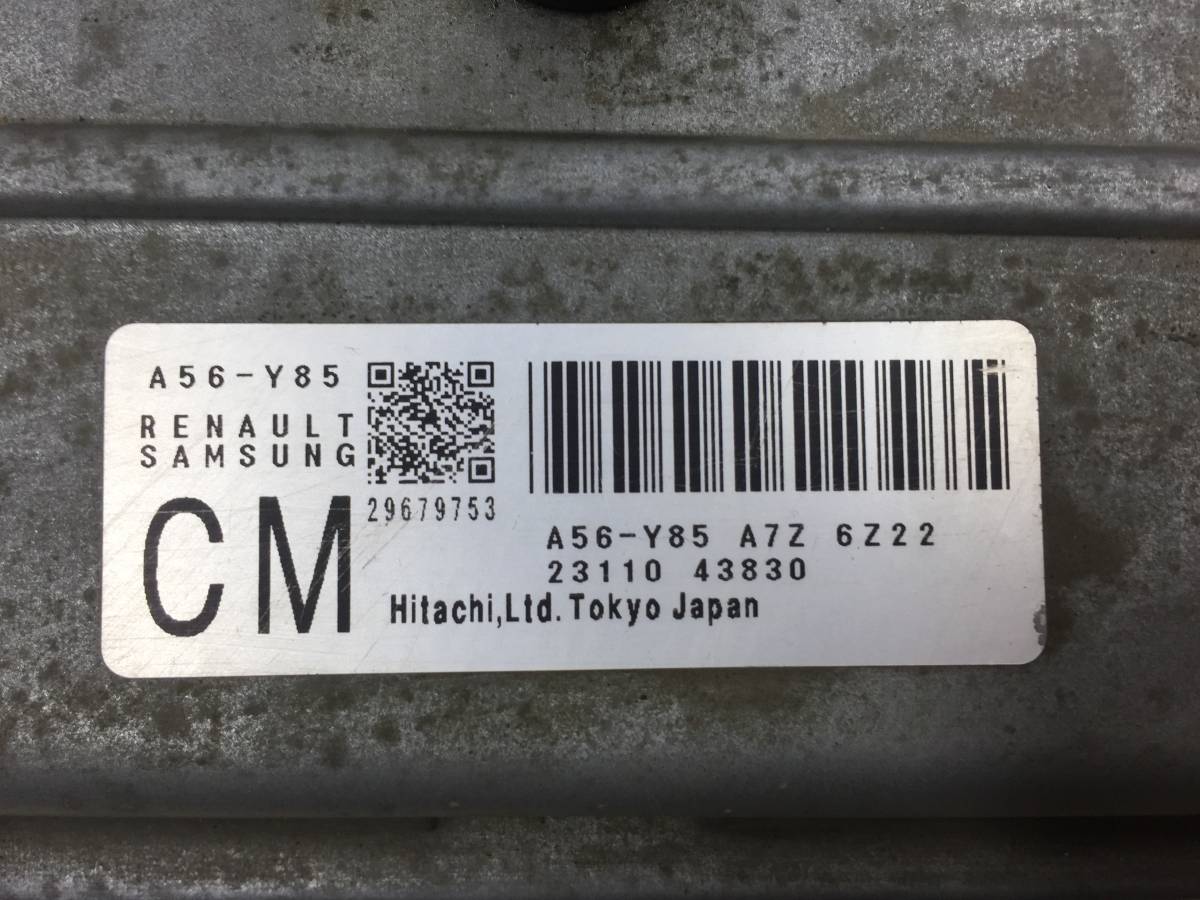 A56-Y85
RENAULT
SAMSUNG
CM
29679753
A56-Y85 A7Z 6Z22
23110 43830
Hitachi,Ltd. Tokyo Japan